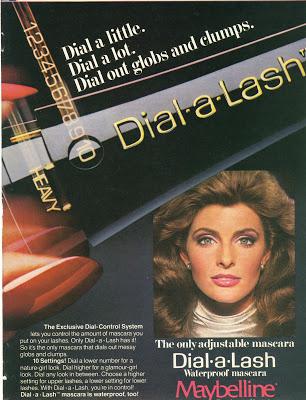 Dial a little.
Dial a lot.
Dial out globs and clumps.
12345678910
HEAVY
Dial·a·Lash™
The Exclusive Dial-Control System
lets you control the amount of mascara you
put on your lashes. Only Dial-a-Lash has it!
So it's the only mascara that dials out messy
globs and clumps.
10 Settings! Dial a lower number for a
nature-girl look. Dial higher for a glamour-girl
look. Dial any look in between. Choose a higher
setting for upper lashes, a lower setting for lower
lashes. With Dial-a-Lash, you're in control!
Dial-a-Lash™ mascara is waterproof, too!
The only adjustable mascara
Dial·a·Lash
Waterproof mascara
Maybelline